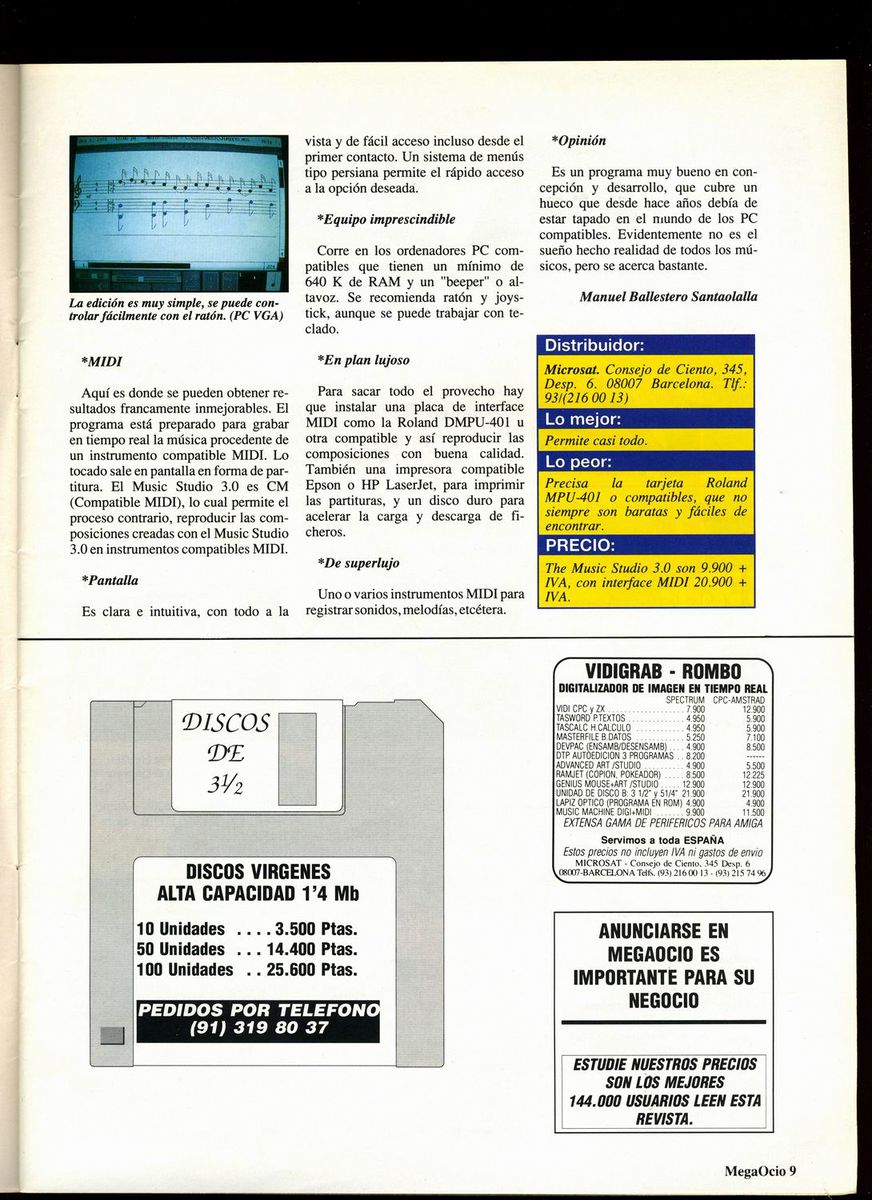 La edición es muy simple, se puede con-
trolar fácilmente con el ratón. (PC VGA)
*MIDI
Aquí es donde se pueden obtener re-
sultados francamente inmejorables. El
programa está preparado para grabar
en tiempo real la música procedente de
un instrumento compatible MIDI. Lo
tocado sale en pantalla en forma de par-
titura. El Music Studio 3.0 es CM
(Compatible MIDI), lo cual permite el
proceso contrario, reproducir las com-
posiciones creadas con el Music Studio
3.0 en instrumentos compatibles MIDI.
*Pantalla
Es clara e intuitiva, con todo a la
vista y de fácil acceso incluso desde el
primer contacto. Un sistema de menús
tipo persiana permite el rápido acceso
a la opción deseada.
*Equipo imprescindible
Corre en los ordenadores PC com-
patibles que tienen un mínimo de
640 K de RAM y un "beeper" o al-
tavoz. Se recomienda ratón y joys-
tick, aunque se puede trabajar con te-
clado.
*En plan lujoso
Para sacar todo el provecho hay
que instalar una placa de interface
MIDI como la Roland DMPU-401 u
otra compatible y así reproducir las
composiciones con buena calidad.
También una impresora compatible
Epson o HP LaserJet, para imprimir
las partituras, y un disco duro para
acelerar la carga y descarga de fi-
cheros.
*De superlujo
Uno o varios instrumentos MIDI para
registrar sonidos, melodías, etcétera.
*Opinión
Es un programa muy bueno en con-
cepción y desarrollo, que cubre un
hueco que desde hace años debía de
estar tapado en el mundo de los PC
compatibles. Evidentemente no es el
sueño hecho realidad de todos los mú-
sicos, pero se acerca bastante.
Manuel Ballestero Santaolalla
Distribuidor:
Microsat. Consejo de Ciento, 345,
Desp. 6. 08007 Barcelona. Tlf.:
93/(216 00 13)
Lo mejor:
Permite casi todo.
Lo peor:
Precisa la tarjeta Roland
MPU-401 o compatibles, que no
siempre son baratas y fáciles de
encontrar.
PRECIO:
The Music Studio 3.0 son 9.900 +
IVA, con interface MIDI 20.900 +
IVA.
DISCOS
DE
3½
DISCOS VIRGENES
ALTA CAPACIDAD 1'4 Mb
10 Unidades .... 3.500 Ptas.
50 Unidades ... 14.400 Ptas.
100 Unidades .. 25.600 Ptas.
PEDIDOS POR TELEFONO
(91) 319 80 37
VIDIGRAB - ROMBO
DIGITALIZADOR DE IMAGEN EN TIEMPO REAL
SPECTRUM CPC-AMSTRAD
VIDI CPC y ZX .................. 7.900 12.900
TASWORD P.TEXTOS ............. 4.950 5.900
TASCALC H.CALCULO ............ 4.950 5.900
MASTERFILE B.DATOS ........... 5.250 7.100
DEVPAC (ENSAMB/DESENSAMB) .... 4.900 8.500
DTP AUTOEDICION 3 PROGRAMAS .. 8.200 ------
ADVANCED ART /STUDIO ......... 4.900 5.500
RAMJET (COPION, POKEADOR) ..... 8.500 12.225
GENIUS MOUSE+ART /STUDIO .... 12.900 12.900
UNIDAD DE DISCO B: 3 1/2" y 51/4" 21.900 21.900
LAPIZ OPTICO (PROGRAMA EN ROM) 4.900 4.900
MUSIC MACHINE DIGI+MIDI ....... 9.900 11.500
EXTENSA GAMA DE PERIFERICOS PARA AMIGA
Servimos a toda ESPAÑA
Estos precios no incluyen IVA ni gastos de envio
MICROSAT - Consejo de Ciento, 345 Desp. 6
08007-BARCELONA Telfs. (93) 216 00 13 - (93) 215 74 96
ANUNCIARSE EN
MEGAOCIO ES
IMPORTANTE PARA SU
NEGOCIO
ESTUDIE NUESTROS PRECIOS
SON LOS MEJORES
144.000 USUARIOS LEEN ESTA
REVISTA.
MegaOcio 9